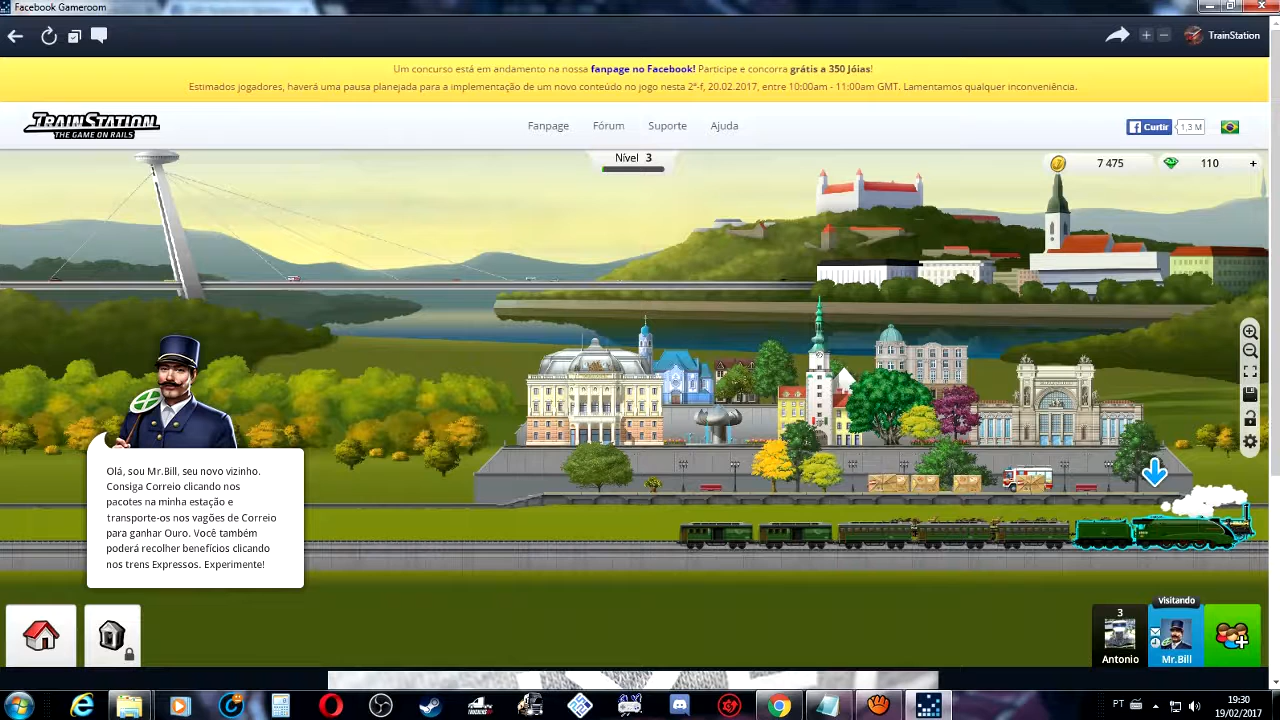 Facebook Gameroom
TrainStation
Um concurso está em andamento na nossa fanpage no Facebook! Participe e concorra grátis a 350 Jóias!
Estimados jogadores, haverá uma pausa planejada para a implementação de um novo conteúdo no jogo nesta 2ª-f, 20.02.2017, entre 10:00am - 11:00am GMT. Lamentamos qualquer inconveniência.
TRAINSTATION
THE GAME ON RAILS
Fanpage Fórum Suporte Ajuda
Curtir 1,3 M
Nível 3
7 475 110 +
Olá, sou Mr.Bill, seu novo vizinho.
Consiga Correio clicando nos
pacotes na minha estação e
transporte-os nos vagões de Correio
para ganhar Ouro. Você também
poderá recolher benefícios clicando
nos trens Expressos. Experimente!
Visitando
3
Antonio Mr.Bill
PT
19:30
19/02/2017